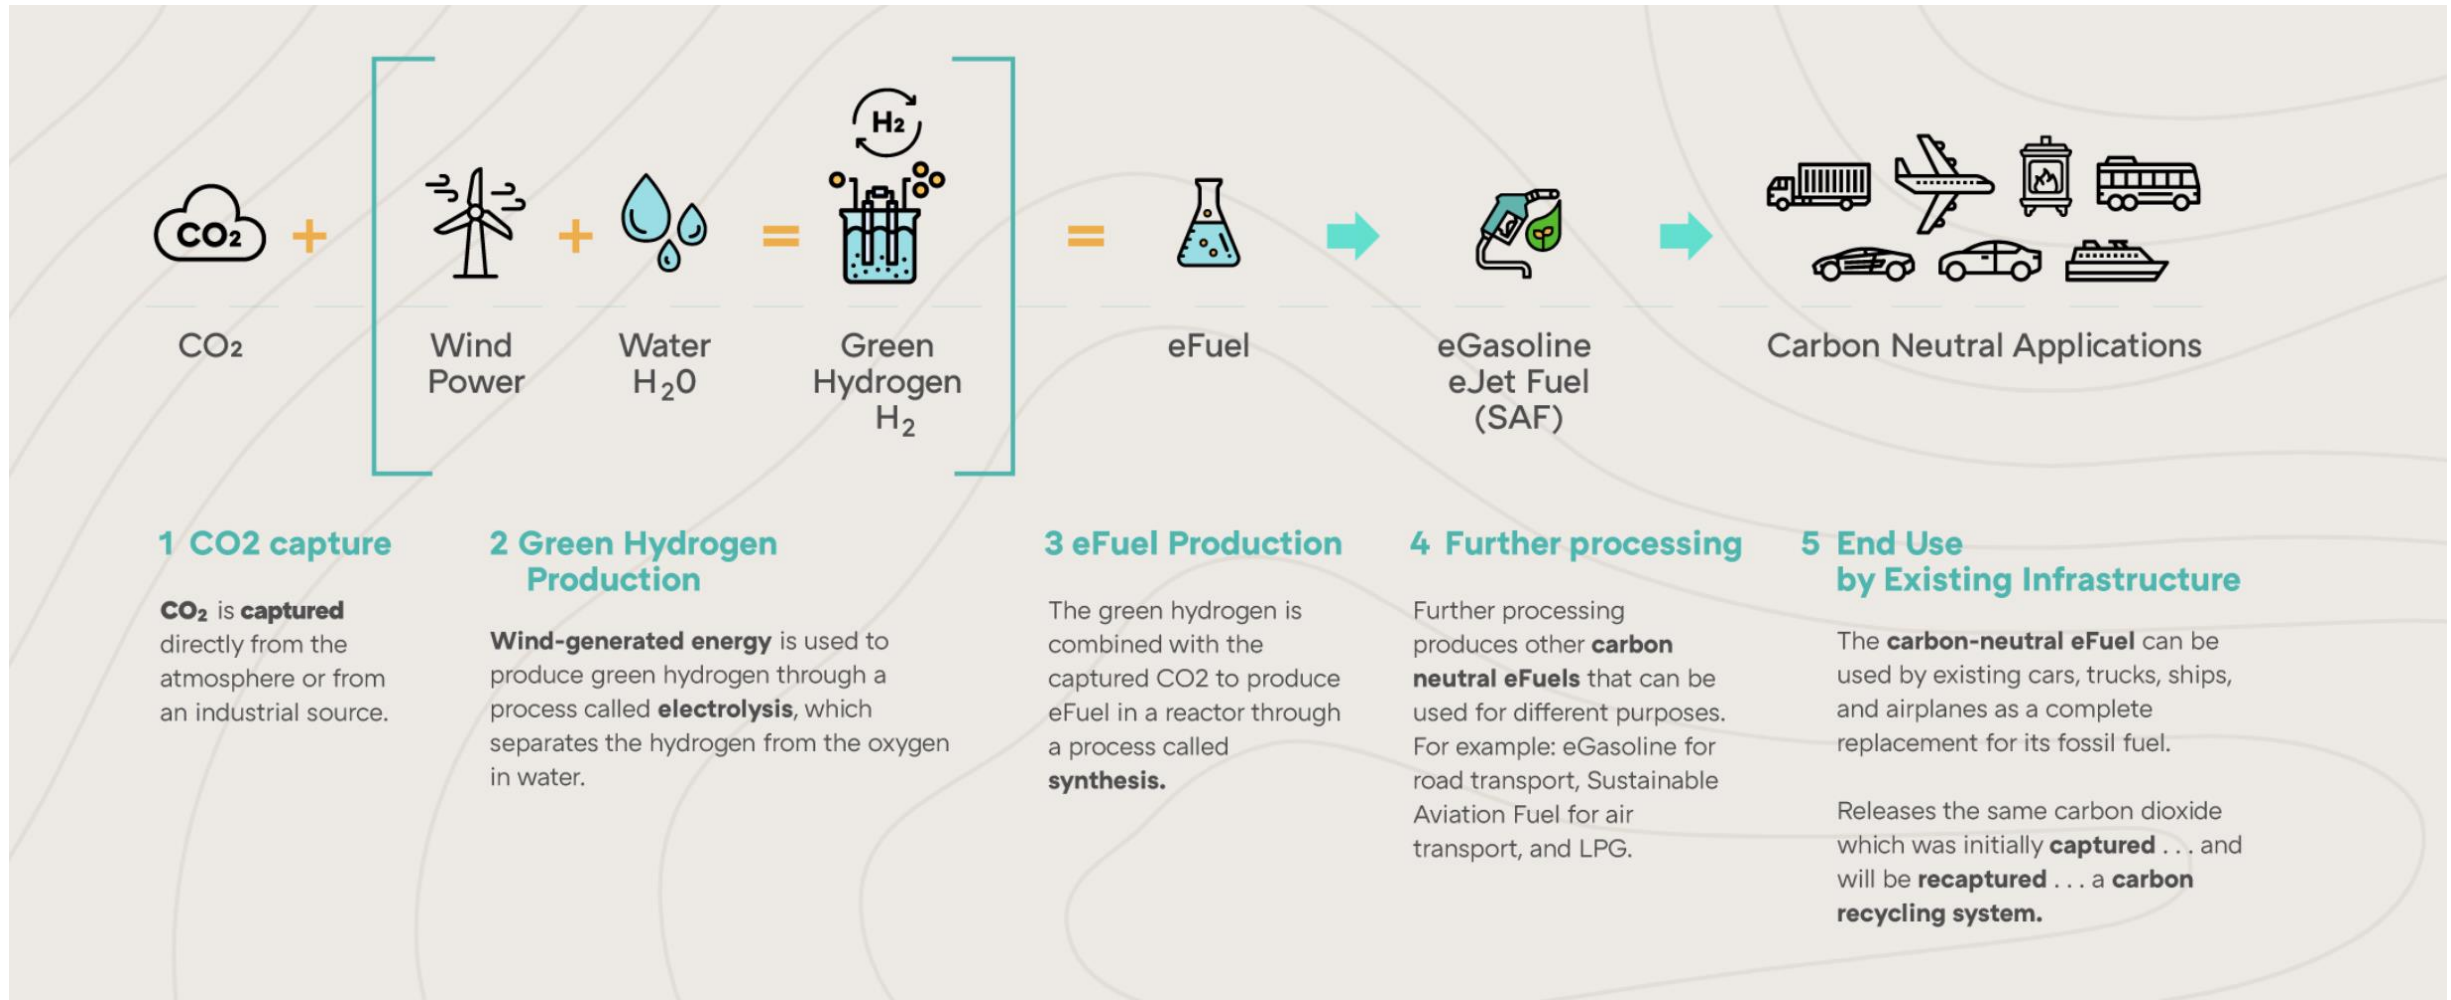 H2
CO2
CO2
Wind
Power
Water
H20
Green
Hydrogen
H2
eFuel
eGasoline
eJet Fuel
(SAF)
Carbon Neutral Applications
1 CO2 capture
CO2 is captured
directly from the
atmosphere or from
an industrial source.
2 Green Hydrogen
Production
Wind-generated energy is used to
produce green hydrogen through a
process called electrolysis, which
separates the hydrogen from the oxygen
in water.
3 eFuel Production
The green hydrogen is
combined with the
captured CO2 to produce
eFuel in a reactor through
a process called
synthesis.
4 Further processing
Further processing
produces other carbon
neutral eFuels that can be
used for different purposes.
For example: eGasoline for
road transport, Sustainable
Aviation Fuel for air
transport, and LPG.
5 End Use
by Existing Infrastructure
The carbon-neutral eFuel can be
used by existing cars, trucks, ships,
and airplanes as a complete
replacement for its fossil fuel.
Releases the same carbon dioxide
which was initially captured . . . and
will be recaptured . . . a carbon
recycling system.